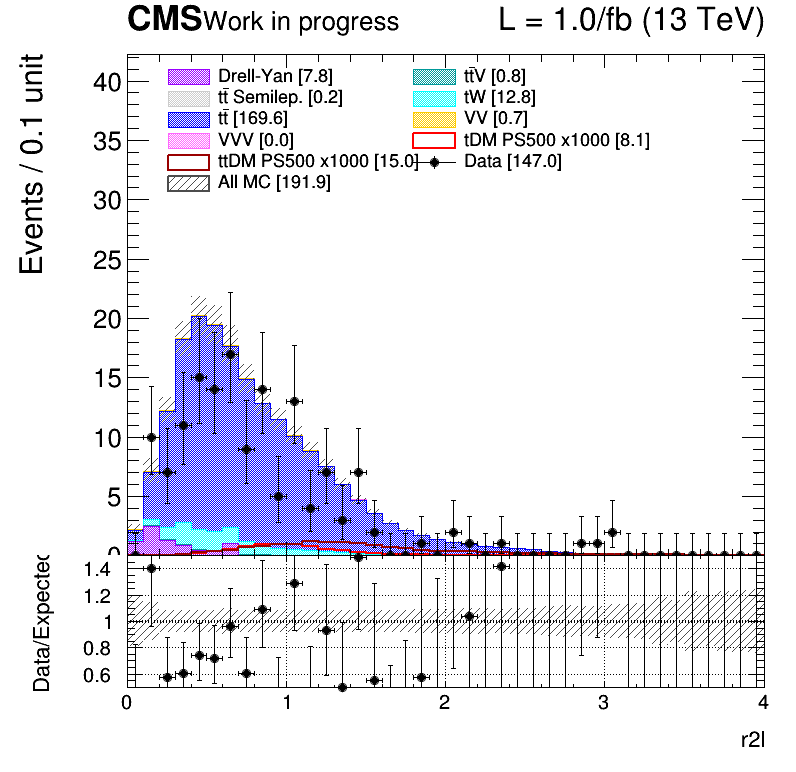 CMS Work in progress L = 1.0/fb (13 TeV)
Events / 0.1 unit
40
35
30
25
20
15
10
5
0
Drell-Yan [7.8] tt̄V [0.8]
tt̄ Semilep. [0.2] tW [12.8]
tt̄ [169.6] VV [0.7]
VVV [0.0] tDM PS500 x1000 [8.1]
ttDM PS500 x1000 [15.0] Data [147.0]
All MC [191.9]
Data/Expected
1.4
1.2
1
0.8
0.6
0 1 2 3 4
r2l